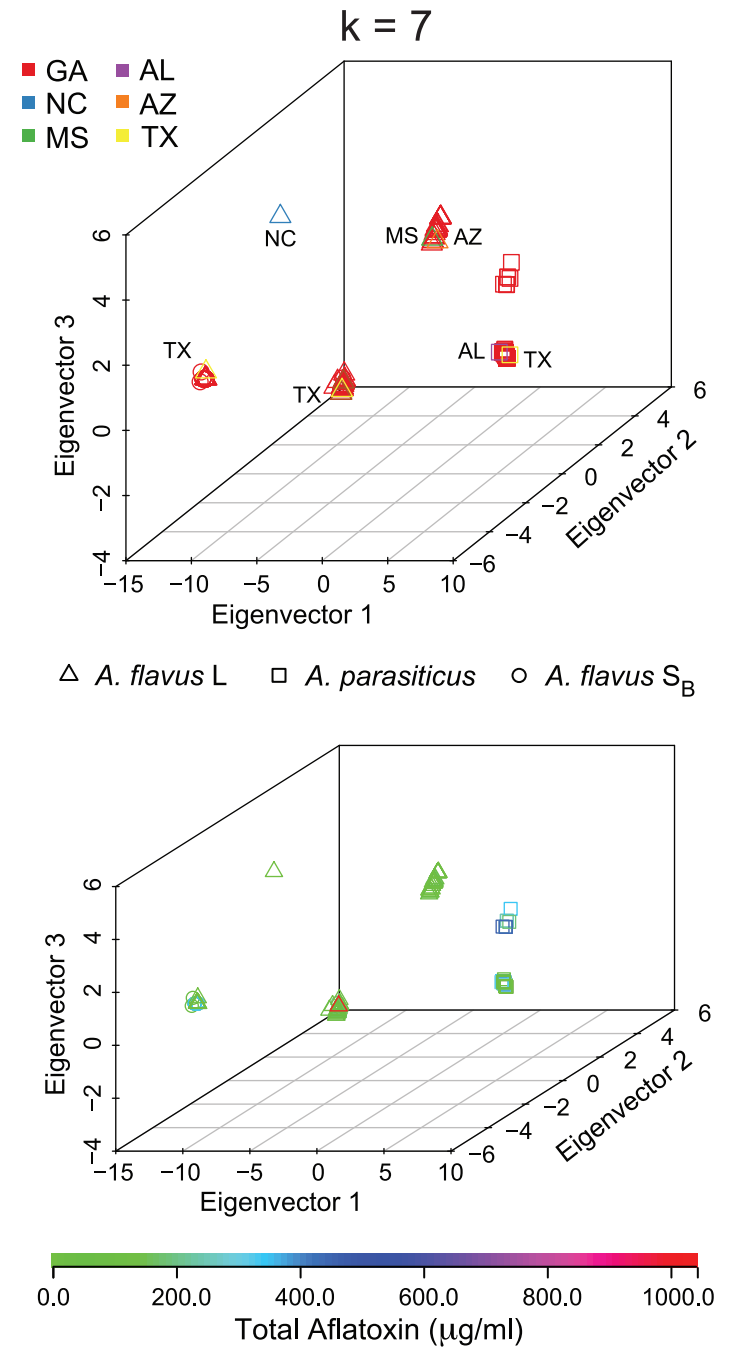 k = 7
GA AL
NC AZ
MS TX
NC
MS AZ
TX
TX
AL TX
6
4
2
0
−2
−4
Eigenvector 3
−15 −10 −5 0 5 10
Eigenvector 1
−6
−4
−2
0
2
4
6
Eigenvector 2
A. flavus L A. parasiticus A. flavus SB
6
4
2
0
−2
−4
Eigenvector 3
−15 −10 −5 0 5 10
Eigenvector 1
−6
−4
−2
0
2
4
6
Eigenvector 2
0.0 200.0 400.0 600.0 800.0 1000.0
Total Aflatoxin (µg/ml)